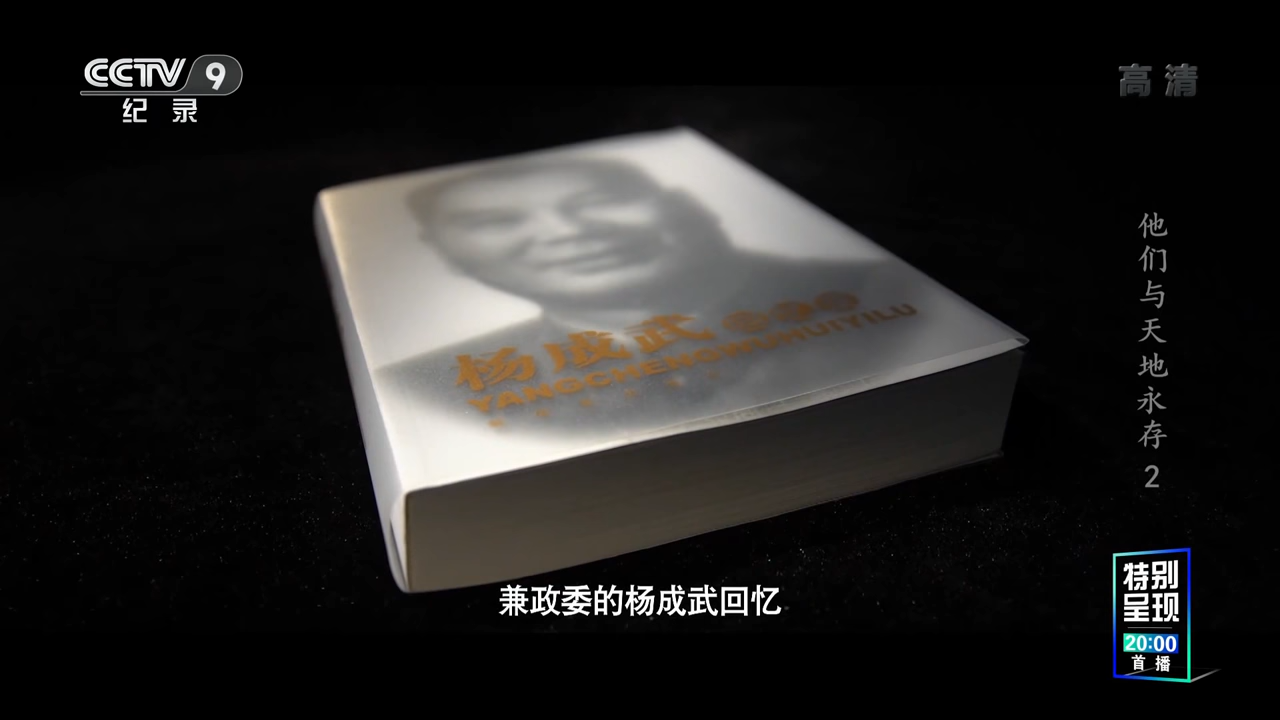 CCTV 9
纪录
高清
他们与天地永存 2
杨成武
YANGCHENGWUHUIYILU
兼政委的杨成武回忆
特别
呈现
20:00
首播